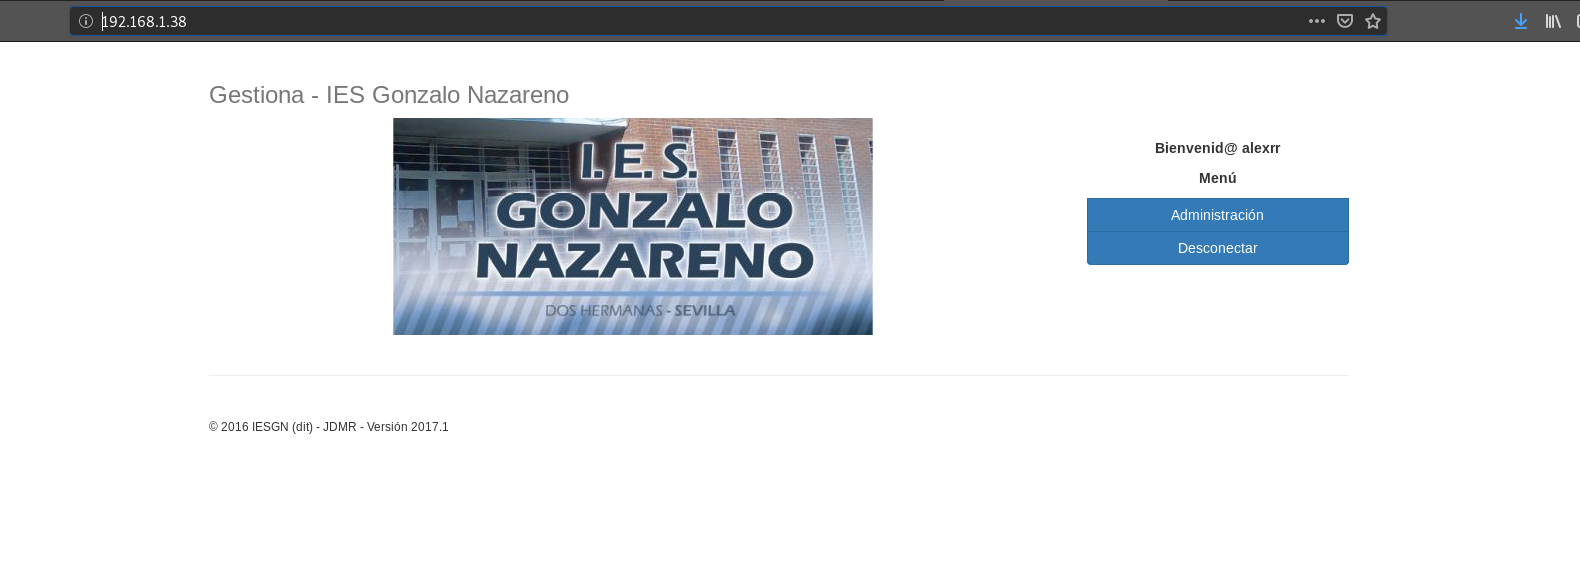 192.168.1.38
Gestiona - IES Gonzalo Nazareno
I.E.S.
GONZALO
NAZARENO
DOS HERMANAS - SEVILLA
Bienvenid@ alexrr
Menú
Administración
Desconectar
© 2016 IESGN (dit) - JDMR - Versión 2017.1